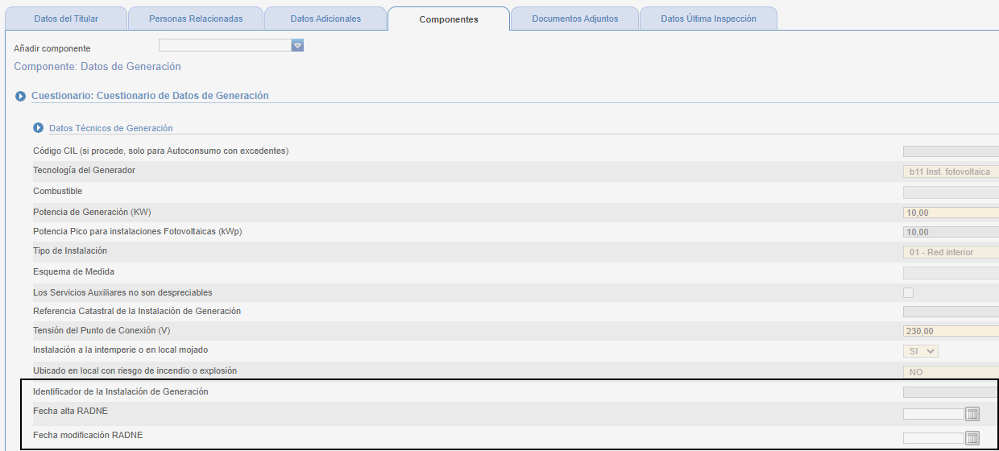 Datos del Titular Personas Relacionadas Datos Adicionales Componentes Documentos Adjuntos Datos Última Inspección
Añadir componente
Componente: Datos de Generación
Cuestionario: Cuestionario de Datos de Generación
Datos Técnicos de Generación
Código CIL (si procede, solo para Autoconsumo con excedentes)
Tecnología del Generador b11 Inst. fotovoltaica
Combustible
Potencia de Generación (KW) 10,00
Potencia Pico para instalaciones Fotovoltaicas (kWp) 10,00
Tipo de Instalación 01 - Red interior
Esquema de Medida
Los Servicios Auxiliares no son despreciables
Referencia Catastral de la Instalación de Generación
Tensión del Punto de Conexión (V) 230,00
Instalación a la intemperie o en local mojado SI
Ubicado en local con riesgo de incendio o explosión NO
Identificador de la Instalación de Generación
Fecha alta RADNE
Fecha modificación RADNE